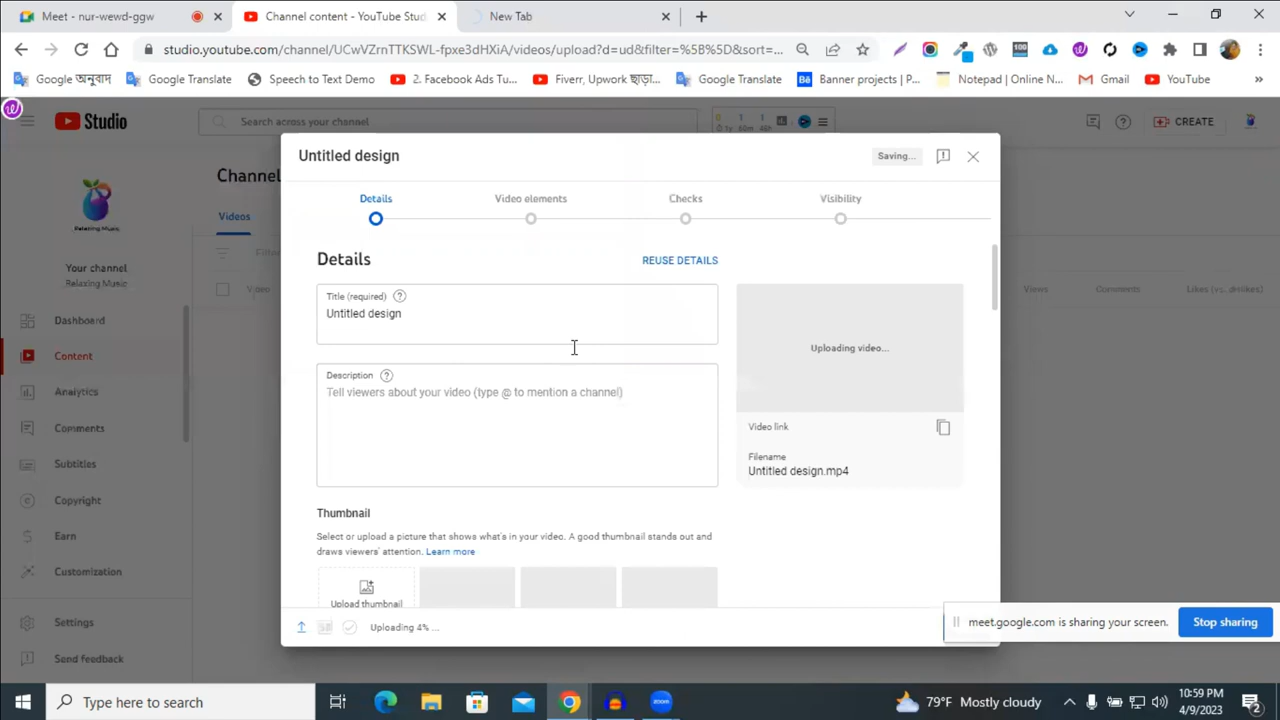 Meet - nur-wewd-ggw
Channel content - YouTube Studio
New Tab
studio.youtube.com/channel/UCwVZrnTTKSWL-fpxe3dHXiA/videos/upload?d=ud&filter=%5B%5D&sort=...
Google অনুবাদ
Google Translate
Speech to Text Demo
2. Facebook Ads Tu...
Fiverr, Upwork ছাড়া...
Google Translate
Banner projects | P...
Notepad | Online N...
Gmail
YouTube
Studio
Search across your channel
CREATE
Untitled design
Saving...
Details
Video elements
Checks
Visibility
Channel
Videos
Relaxing Music
Your channel
Relaxing Music
Filter
Video
Views
Comments
Likes (vs. dislikes)
Dashboard
Content
Analytics
Comments
Subtitles
Copyright
Earn
Customization
Settings
Send feedback
Details
REUSE DETAILS
Title (required)
Untitled design
Description
Tell viewers about your video (type @ to mention a channel)
Uploading video...
Video link
Filename
Untitled design.mp4
Thumbnail
Select or upload a picture that shows what's in your video. A good thumbnail stands out and
draws viewers' attention. Learn more
Upload thumbnail
Uploading 4% ...
meet.google.com is sharing your screen.
Stop sharing
Type here to search
zoom
79°F Mostly cloudy
10:59 PM
4/9/2023
2